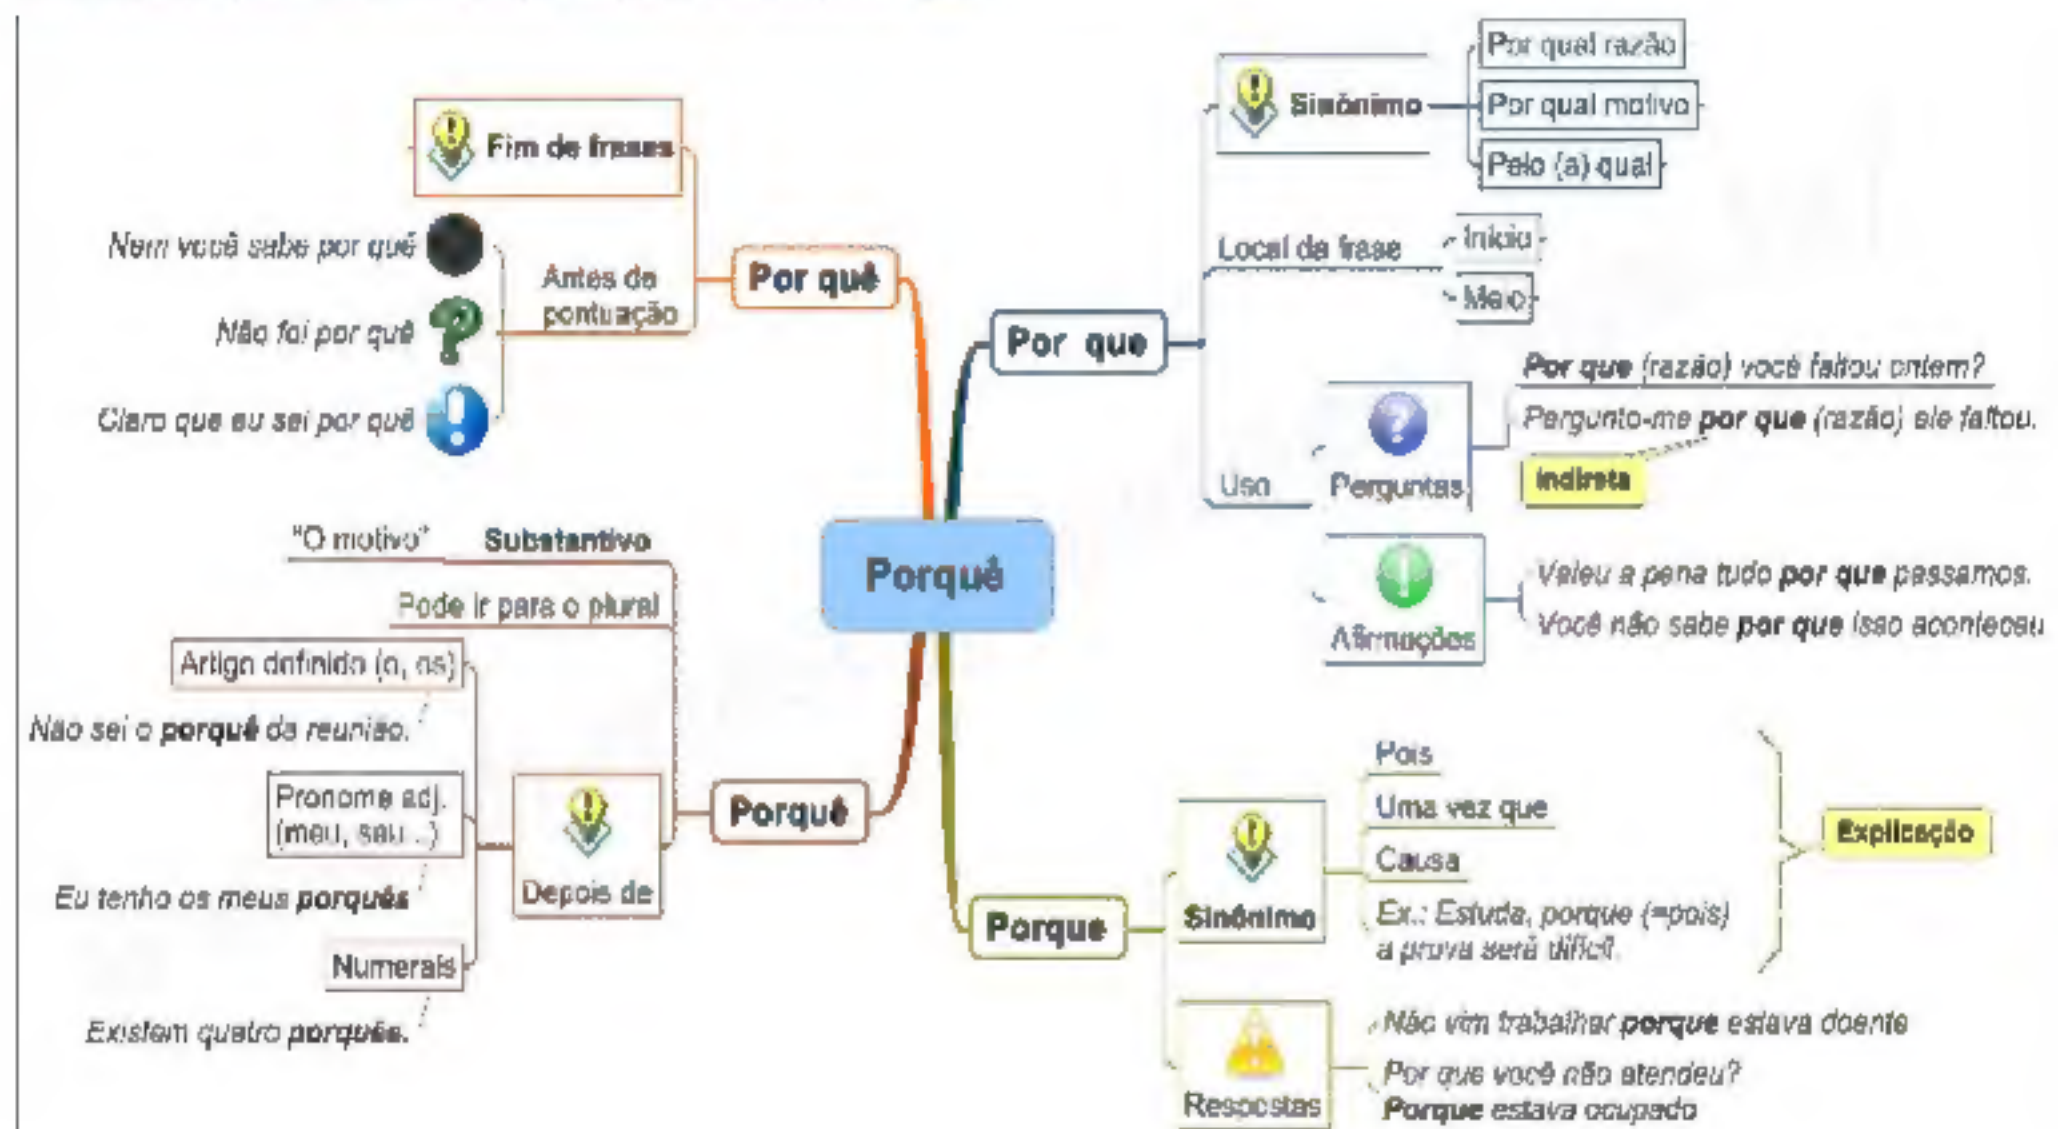 Fim de frases
Nem você sabe por quê
Não foi por quê
Claro que eu sei por quê
Antes da
pontuação
Por quê
Por que
Sinônimo
Por qual razão
Por qual motivo
Pelo (a) qual
Local da frase
Início
Meio
Uso
Perguntas
Por que (razão) você faltou ontem?
Pergunto-me por que (razão) ele faltou.
Indireta
Afirmações
Valeu a pena tudo por que passamos.
Você não sabe por que isso aconteceu
Porquê
"O motivo"
Substantivo
Pode ir para o plural
Artigo definido (o, os)
Não sei o porquê da reunião.
Pronome adj.
(meu, seu...)
Eu tenho os meus porquês
Numerais
Existem quatro porquês.
Depois de
Porquê
Porque
Sinônimo
Pois
Uma vez que
Causa
Ex.: Estuda, porque (=pois)
a prova será difícil.
Explicação
Respostas
Não vim trabalhar porque estava doente
Por que você não atendeu?
Porque estava ocupado